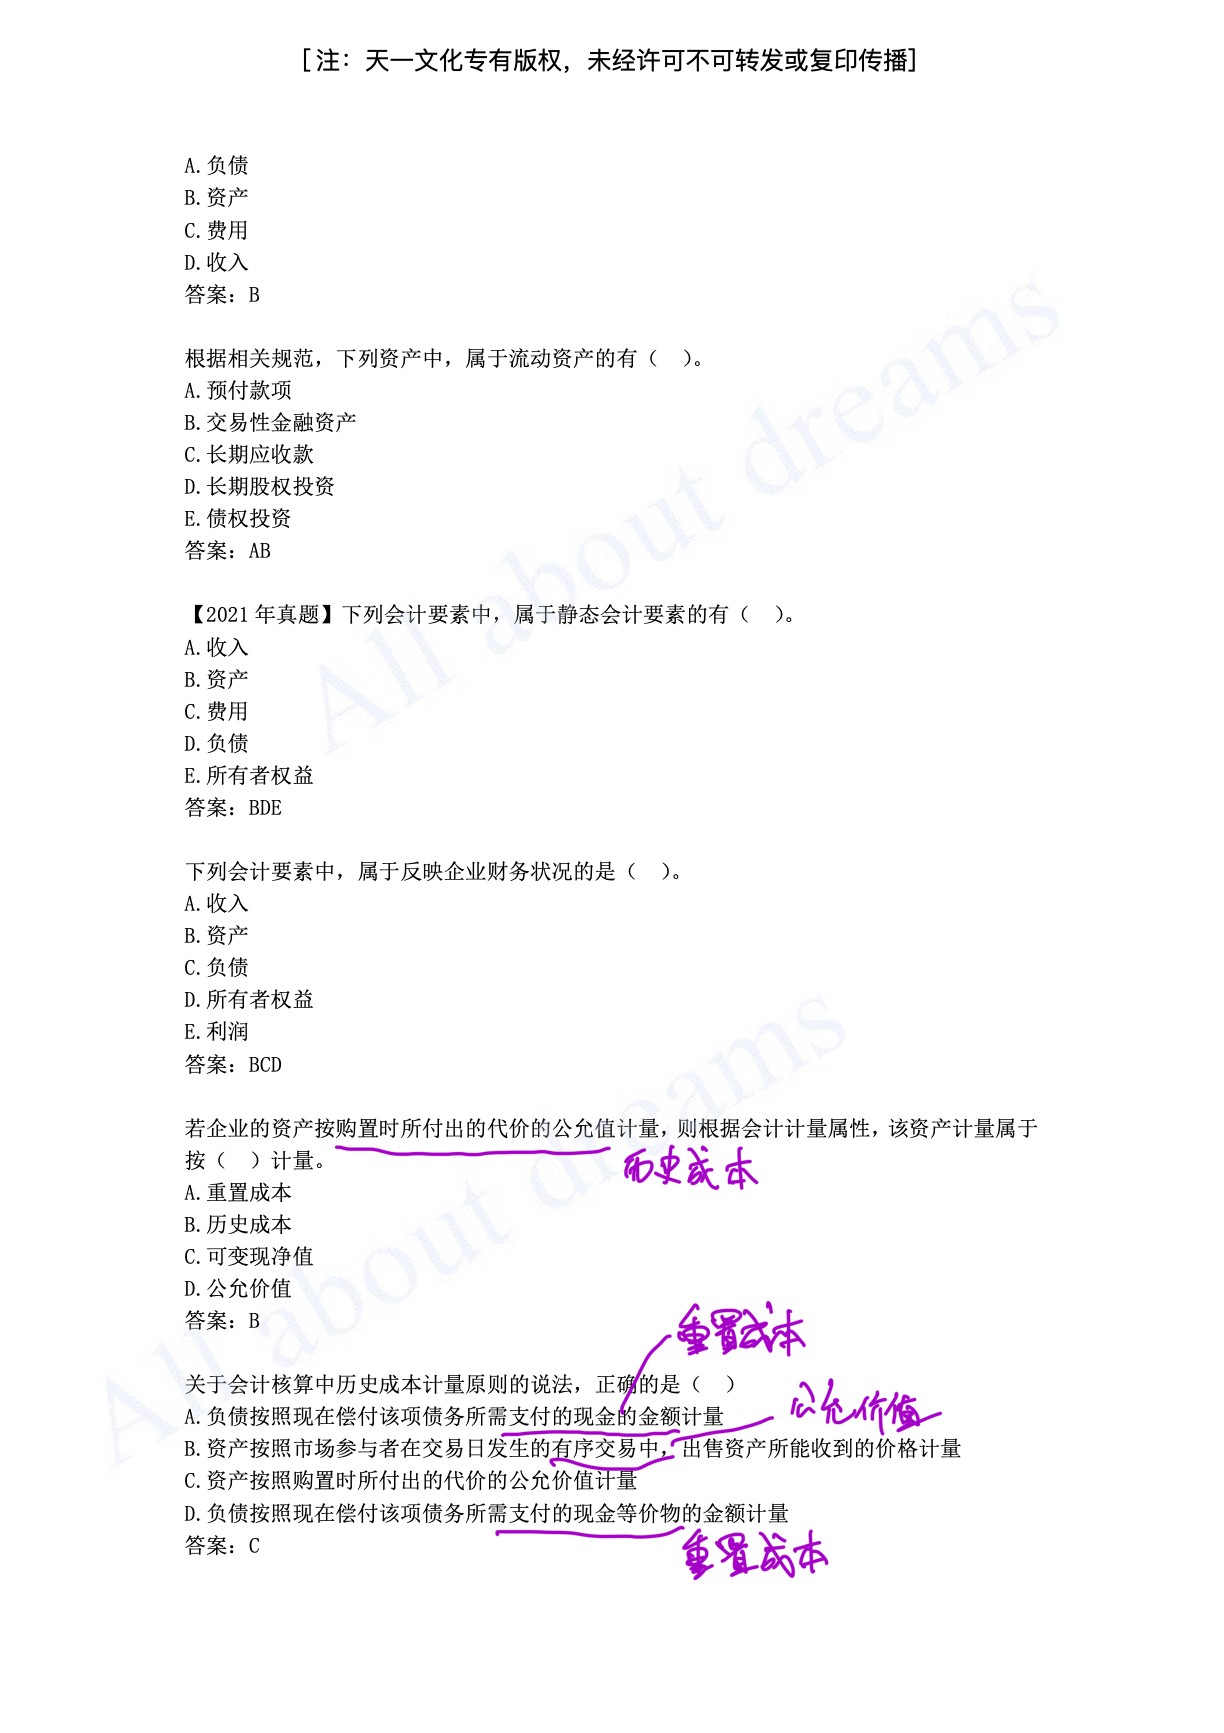 [注：天一文化专有版权，未经许可不可转发或复印传播]
A.负债
B.资产
C.费用
D.收入
答案：B
根据相关规范，下列资产中，属于流动资产的有（ ）。
A.预付款项
B.交易性金融资产
C.长期应收款
D.长期股权投资
E.债权投资
答案：AB
【2021年真题】下列会计要素中，属于静态会计要素的有（ ）。
A.收入
B.资产
C.费用
D.负债
E.所有者权益
答案：BDE
下列会计要素中，属于反映企业财务状况的是（ ）。
A.收入
B.资产
C.负债
D.所有者权益
E.利润
答案：BCD
若企业的资产按购置时所付出的代价的公允值计量，则根据会计计量属性，该资产计量属于
按（ ）计量。
历史成本
A.重置成本
B.历史成本
C.可变现净值
D.公允价值
答案：B
重置成本
关于会计核算中历史成本计量原则的说法，正确的是（ ）
公允价值
A.负债按照现在偿付该项债务所需支付的现金的金额计量
B.资产按照市场参与者在交易日发生的有序交易中，出售资产所能收到的价格计量
C.资产按照购置时所付出的代价的公允价值计量
D.负债按照现在偿付该项债务所需支付的现金等价物的金额计量
答案：C
重置成本
All about dreams
All about dreams